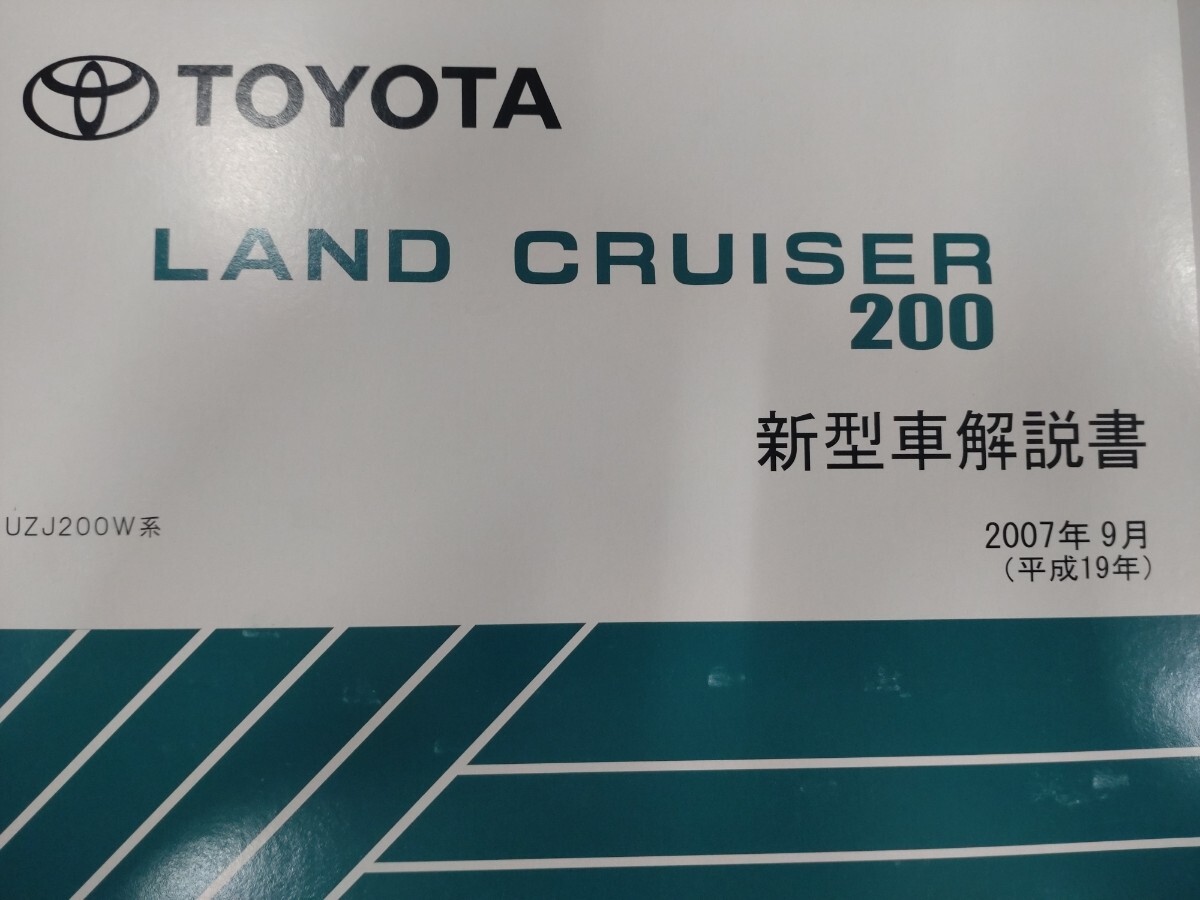 TOYOTA
LAND CRUISER
200
新型車解説書
UZJ200W系
2007年 9月
(平成19年)